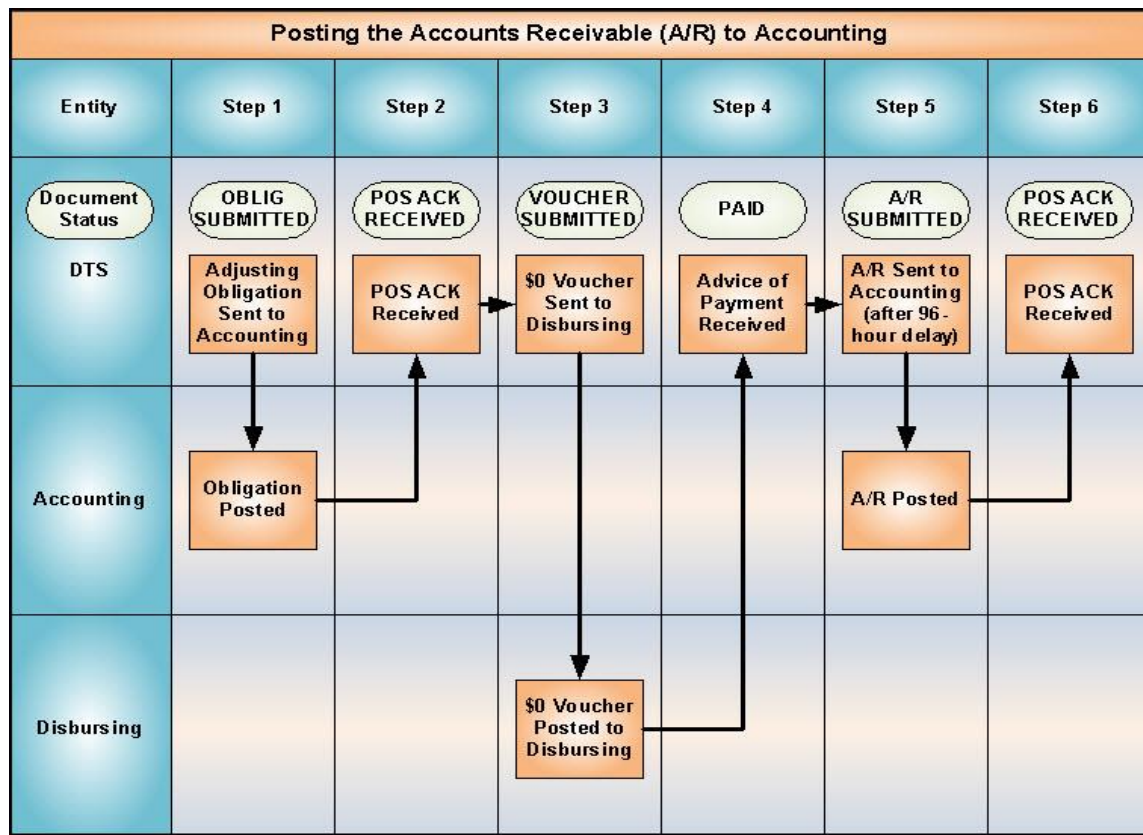 Posting the Accounts Receivable (A/R) to Accounting
Entity
Step 1
Step 2
Step 3
Step 4
Step 5
Step 6
Document
Status
OBLIG
SUBMITTED
POS ACK
RECEIVED
VOUCHER
SUBMITTED
PAID
A/R
SUBMITTED
POS ACK
RECEIVED
DTS
Adjusting
Obligation
Sent to
Accounting
POS ACK
Received
$0 Voucher
Sent to
Disbursing
Advice of
Payment
Received
A/R Sent to
Accounting
(after 96-
hour delay)
POS ACK
Received
Accounting
Obligation
Posted
A/R Posted
Disbursing
$0 Voucher
Posted to
Disbursing